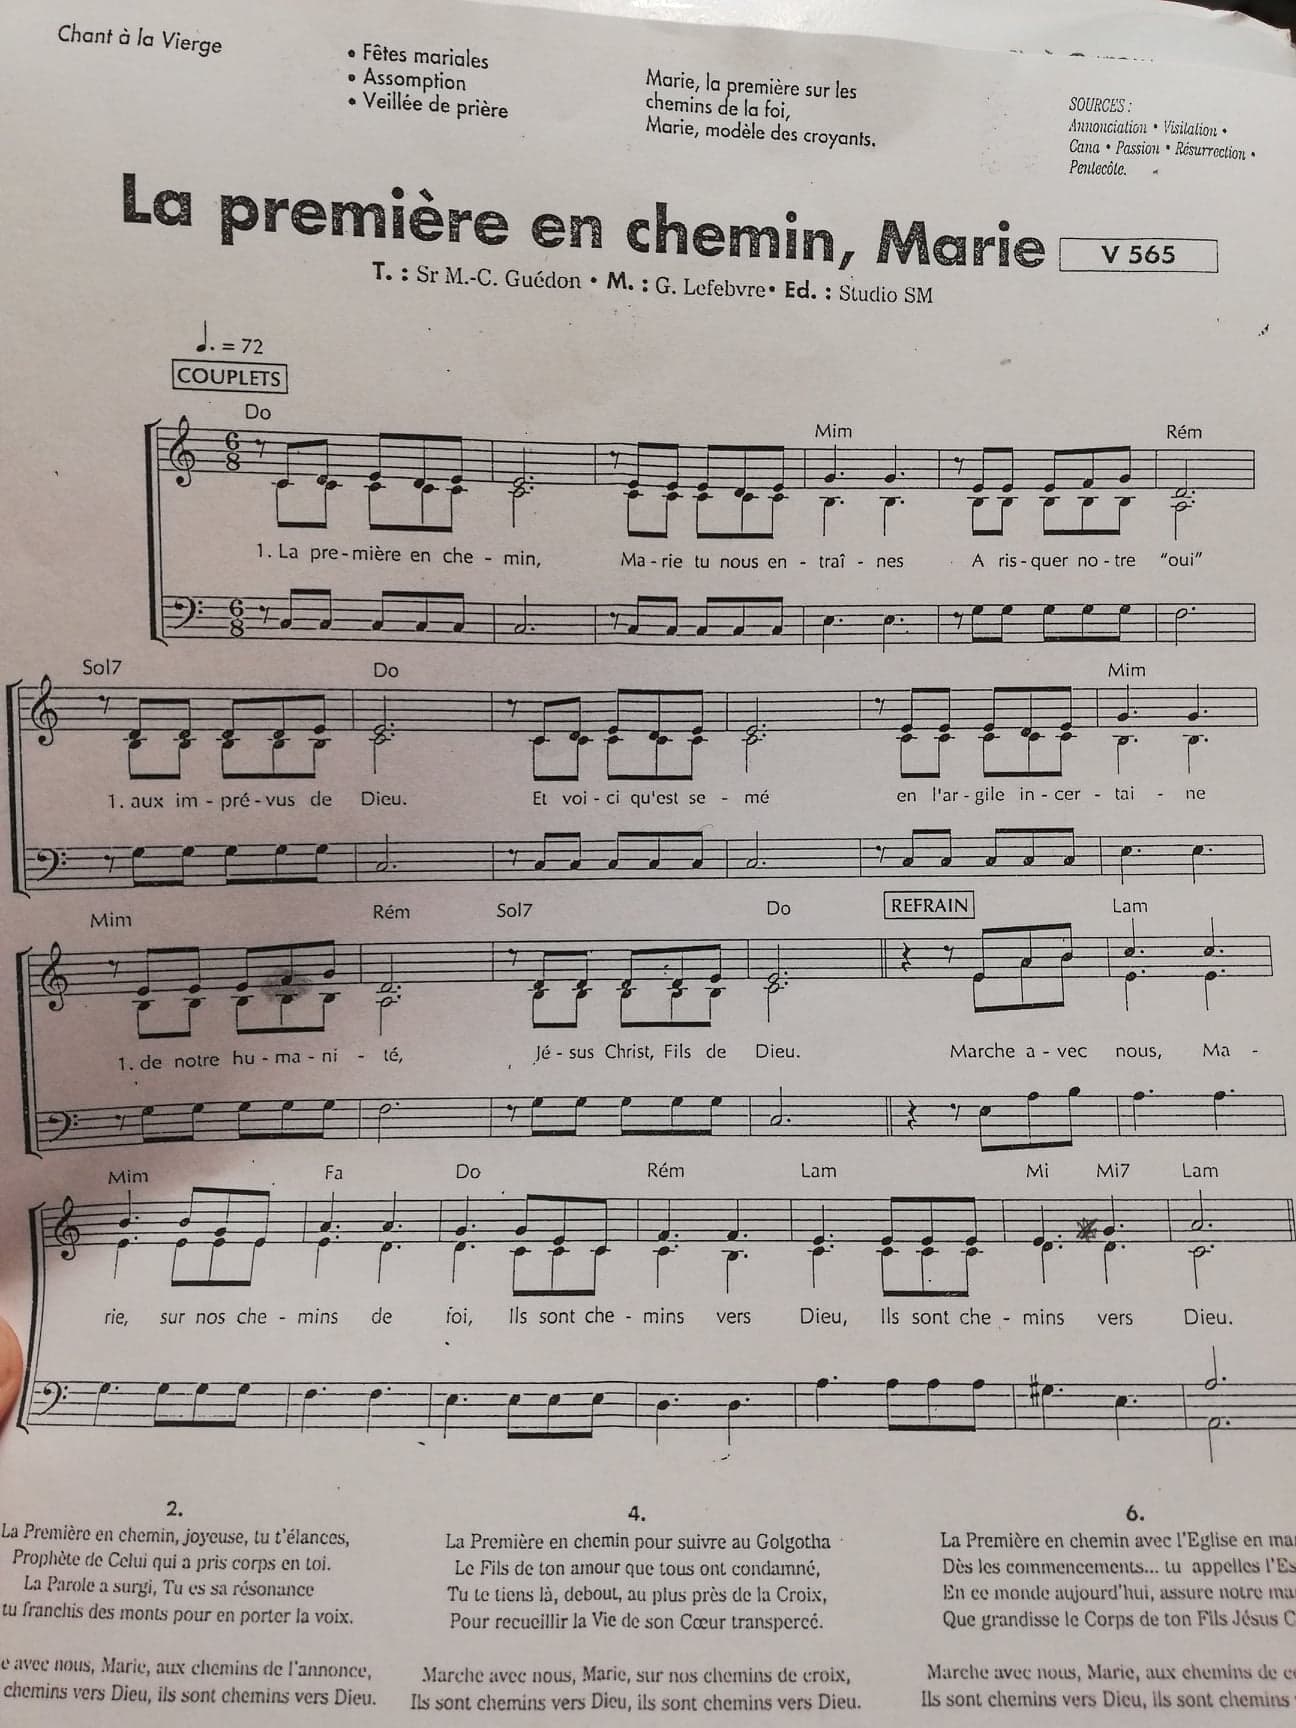 Chant à la Vierge
• Fêtes mariales
• Assomption
• Veillée de prière
Marie, la première sur les
chemins de la foi,
Marie, modèle des croyants.
SOURCES :
Annonciation • Visitation •
Cana • Passion • Résurrection •
Pentecôte.
La première en chemin, Marie
V 565
T. : Sr M.-C. Guédon • M. : G. Lefebvre • Ed. : Studio SM
= 72
COUPLETS
Do Mim Rém
6 8
1. La pre - mière en che - min, Ma - rie tu nous en - traî - nes A ris - quer no - tre "oui"
6 8
Sol7 Do Mim
1. aux im - pré - vus de Dieu. Et voi - ci qu'est se - mé en l'ar - gile in - cer - tai - ne
Mim Rém Sol7 Do REFRAIN Lam
1. de notre hu - ma - ni - té, Jé - sus Christ, Fils de Dieu. Marche a - vec nous, Ma -
Mim Fa Do Rém Lam Mi Mi7 Lam
rie, sur nos che - mins de foi, Ils sont che - mins vers Dieu, Ils sont che - mins vers Dieu.
2.
La Première en chemin, joyeuse, tu t'élances,
Prophète de Celui qui a pris corps en toi.
La Parole a surgi, Tu es sa résonance
tu franchis des monts pour en porter la voix.
e avec nous, Marie, aux chemins de l'annonce,
chemins vers Dieu, ils sont chemins vers Dieu.
4.
La Première en chemin pour suivre au Golgotha
Le Fils de ton amour que tous ont condamné,
Tu te tiens là, debout, au plus près de la Croix,
Pour recueillir la Vie de son Cœur transpercé.
Marche avec nous, Marie, sur nos chemins de croix,
Ils sont chemins vers Dieu, ils sont chemins vers Dieu.
6.
La Première en chemin avec l'Eglise en ma
Dès les commencements... tu appelles l'Es
En ce monde aujourd'hui, assure notre ma
Que grandisse le Corps de ton Fils Jésus C
Marche avec nous, Marie, aux chemins de c
Ils sont chemins vers Dieu, ils sont chemins